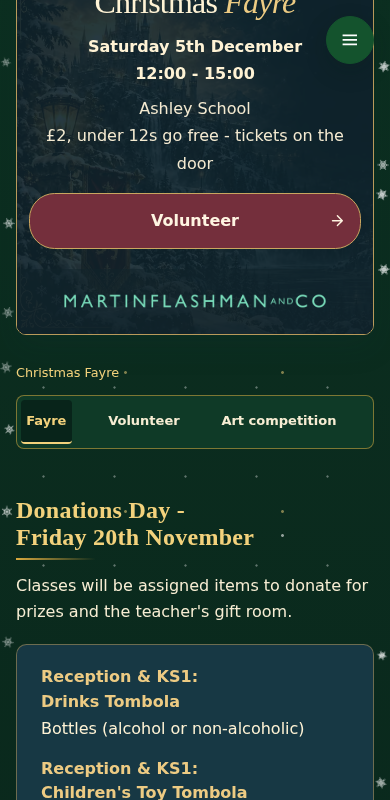 Christmas Fayre
Saturday 5th December
12:00 - 15:00
Ashley School
£2, under 12s go free - tickets on the
door
Volunteer
MARTINFLASHMANANDCO
Christmas Fayre
Fayre
Volunteer
Art competition
Donations Day -
Friday 20th November
Classes will be assigned items to donate for
prizes and the teacher's gift room.
Reception & KS1:
Drinks Tombola
Bottles (alcohol or non-alcoholic)
Reception & KS1:
Children's Toy Tombola